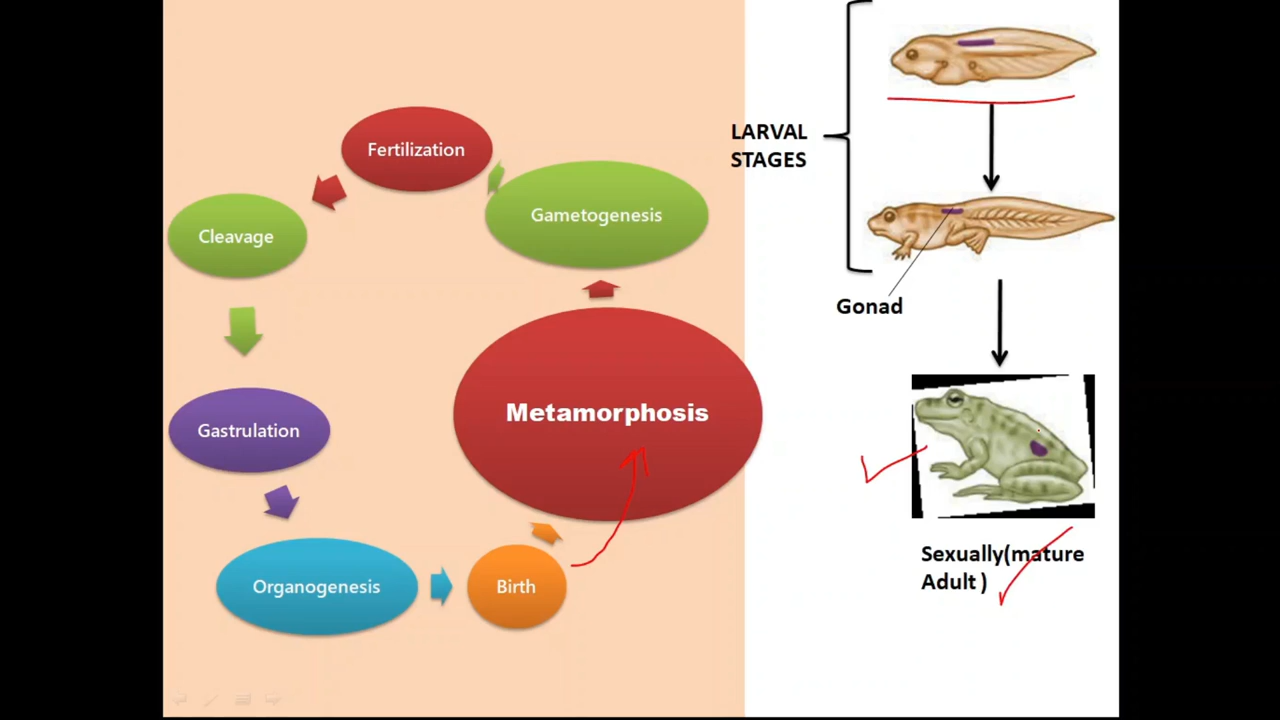 Fertilization
Gametogenesis
Cleavage
Gastrulation
Metamorphosis
Organogenesis
Birth
LARVAL
STAGES
Gonad
Sexually(mature
Adult )